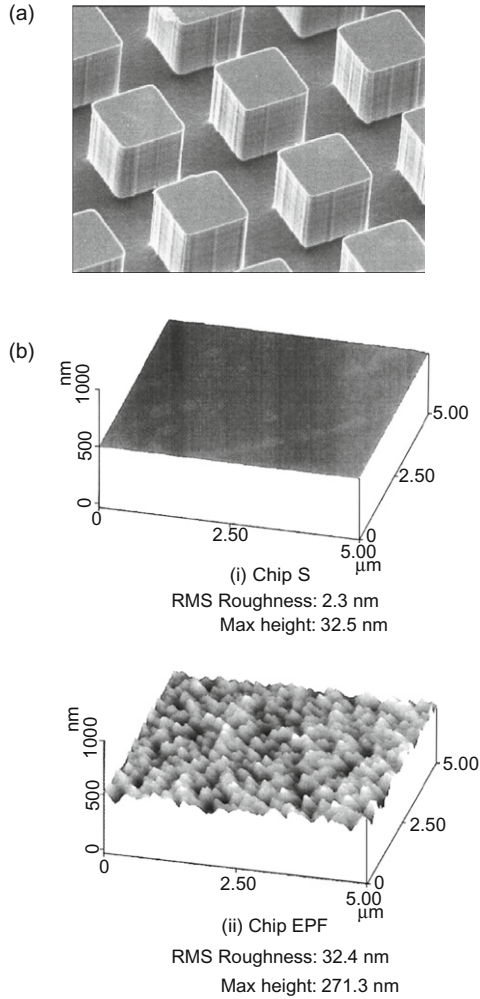 (a)
(b)
nm
1000
500
0
0
2.50
5.00
μm
0
2.50
5.00
(i) Chip S
RMS Roughness: 2.3 nm
Max height: 32.5 nm
nm
1000
500
0
0
2.50
5.00
μm
0
2.50
5.00
(ii) Chip EPF
RMS Roughness: 32.4 nm
Max height: 271.3 nm